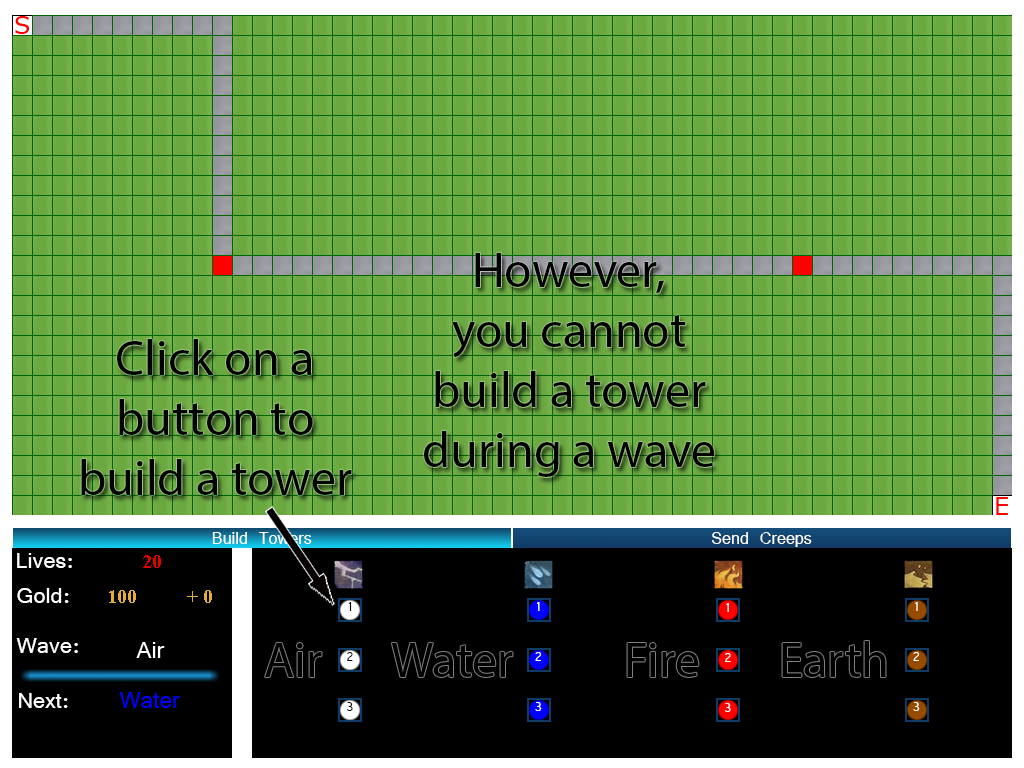 S
However,
you cannot
build a tower
during a wave
Click on a
button to
build a tower
E
Build Towers
Send Creeps
Lives: 20
Gold: 100 + 0
Wave: Air
Next: Water
1 1 1 1
Air 2 Water 2 Fire 2 Earth 2
3 3 3 3